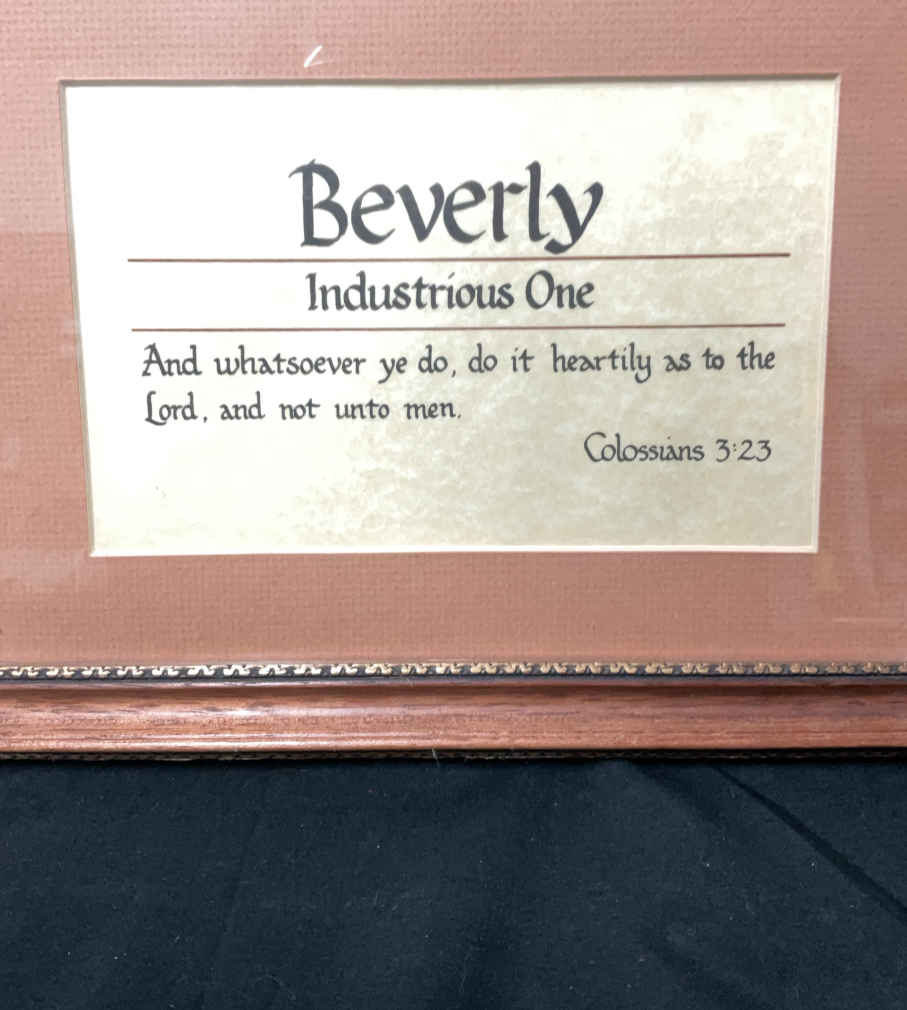 Beverly
Industrious One
And whatsoever ye do, do it heartily as to the
Lord, and not unto men.
Colossians 3:23